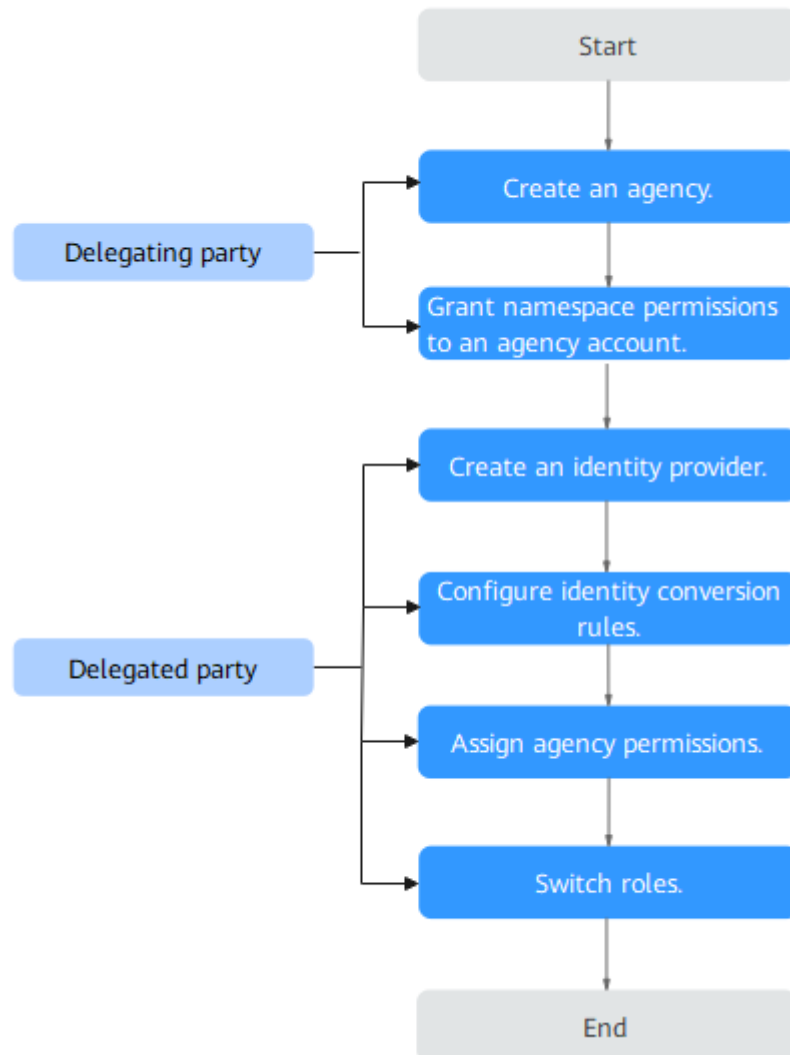 Start
Create an agency.
Delegating party
Grant namespace permissions
to an agency account.
Create an identity provider.
Configure identity conversion
rules.
Delegated party
Assign agency permissions.
Switch roles.
End